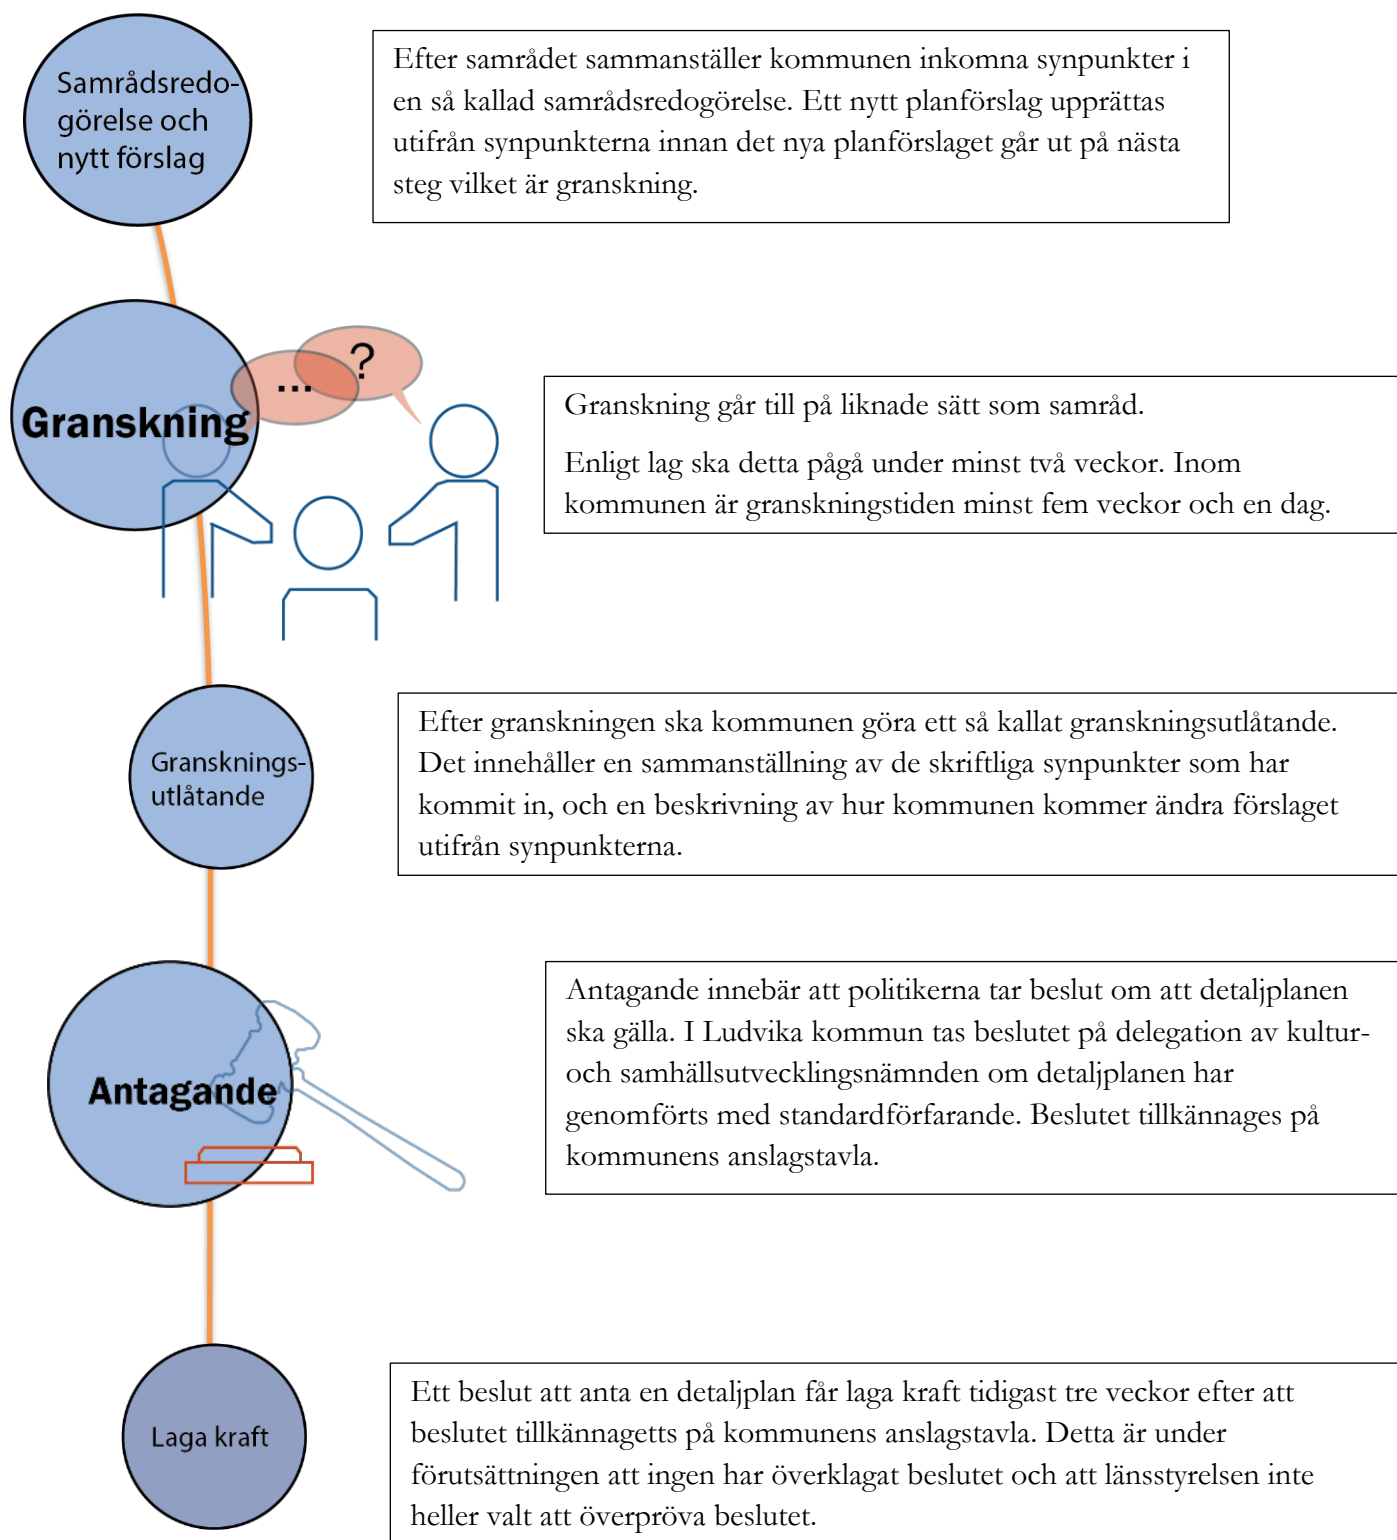 Samrådsredo-
görelse och
nytt förslag
Efter samrådet sammanställer kommunen inkomna synpunkter i
en så kallad samrådsredogörelse. Ett nytt planförslag upprättas
utifrån synpunkterna innan det nya planförslaget går ut på nästa
steg vilket är granskning.
Granskning
...
?
Granskning går till på liknade sätt som samråd.
Enligt lag ska detta pågå under minst två veckor. Inom
kommunen är granskningstiden minst fem veckor och en dag.
Gransknings-
utlåtande
Efter granskningen ska kommunen göra ett så kallat granskningsutlåtande.
Det innehåller en sammanställning av de skriftliga synpunkter som har
kommit in, och en beskrivning av hur kommunen kommer ändra förslaget
utifrån synpunkterna.
Antagande
Antagande innebär att politikerna tar beslut om att detaljplanen
ska gälla. I Ludvika kommun tas beslutet på delegation av kultur-
och samhällsutvecklingsnämnden om detaljplanen har
genomförts med standardförfarande. Beslutet tillkännages på
kommunens anslagstavla.
Laga kraft
Ett beslut att anta en detaljplan får laga kraft tidigast tre veckor efter att
beslutet tillkännagetts på kommunens anslagstavla. Detta är under
förutsättningen att ingen har överklagat beslutet och att länsstyrelsen inte
heller valt att överpröva beslutet.